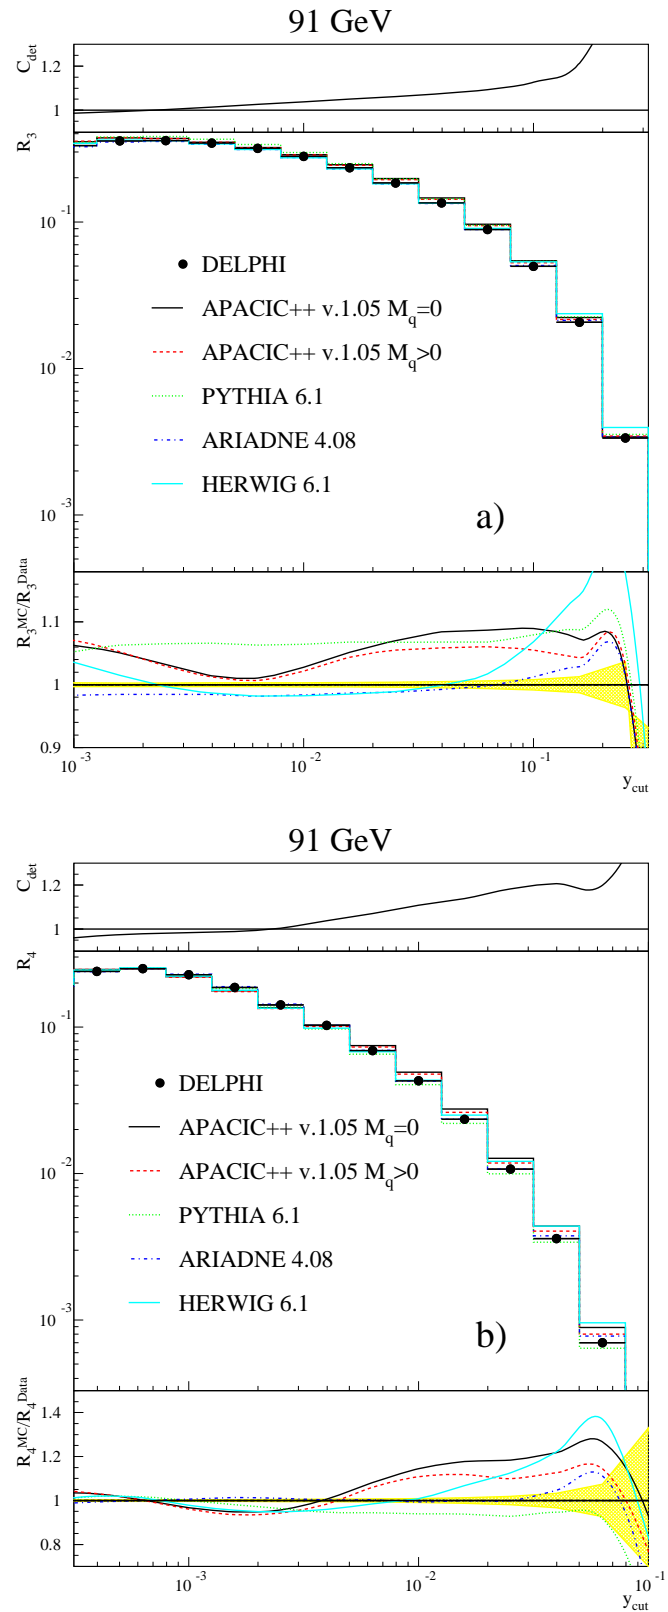 91 GeV
C_det
1.2
1
R_3
10^-1
10^-2
10^-3
DELPHI
APACIC++ v.1.05 M_q=0
APACIC++ v.1.05 M_q>0
PYTHIA 6.1
ARIADNE 4.08
HERWIG 6.1
a)
R_3^MC/R_3^Data
1.1
1
0.9
10^-3
10^-2
10^-1
y_cut
91 GeV
C_det
1.2
1
R_4
10^-1
10^-2
10^-3
DELPHI
APACIC++ v.1.05 M_q=0
APACIC++ v.1.05 M_q>0
PYTHIA 6.1
ARIADNE 4.08
HERWIG 6.1
b)
R_4^MC/R_4^Data
1.4
1.2
1
0.8
10^-3
10^-2
10^-1
y_cut